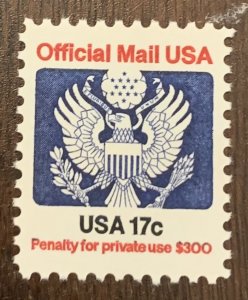 Official Mail USA
USA 17c
Penalty for private use $300